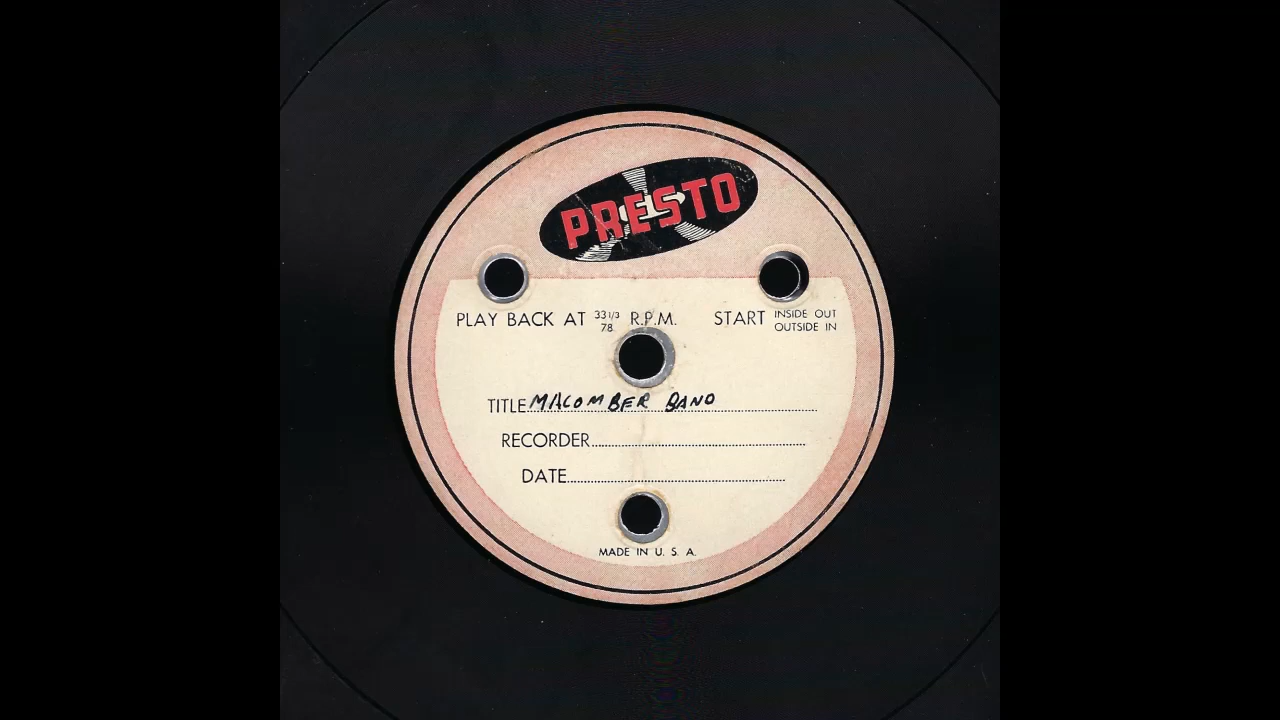 PRESTO
PLAY BACK AT 33 1/3 78 R.P.M. START INSIDE OUT OUTSIDE IN
TITLE MACOMBER BAND
RECORDER
DATE
MADE IN U. S. A.